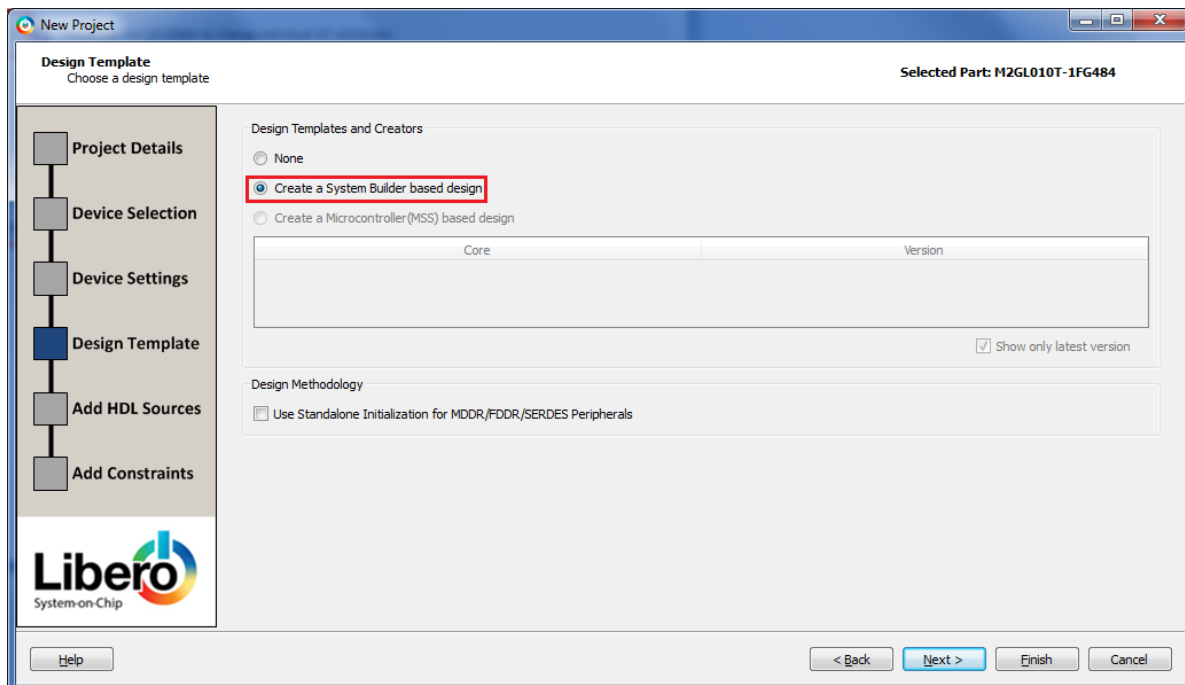 New Project
Design Template
Choose a design template
Selected Part: M2GL010T-1FG484
Project Details
Device Selection
Device Settings
Design Template
Add HDL Sources
Add Constraints
Libero
System-on-Chip
Design Templates and Creators
None
Create a System Builder based design
Create a Microcontroller(MSS) based design
Core Version
Show only latest version
Design Methodology
Use Standalone Initialization for MDDR/FDDR/SERDES Peripherals
Help < Back Next > Finish Cancel